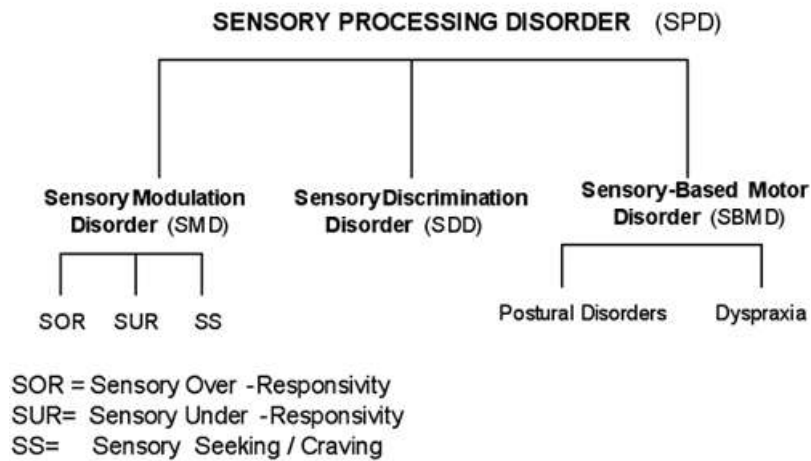 SENSORY PROCESSING DISORDER (SPD)
Sensory Modulation
Disorder (SMD)
Sensory Discrimination
Disorder (SDD)
Sensory-Based Motor
Disorder (SBMD)
SOR SUR SS
Postural Disorders Dyspraxia
SOR = Sensory Over -Responsivity
SUR= Sensory Under -Responsivity
SS= Sensory Seeking / Craving